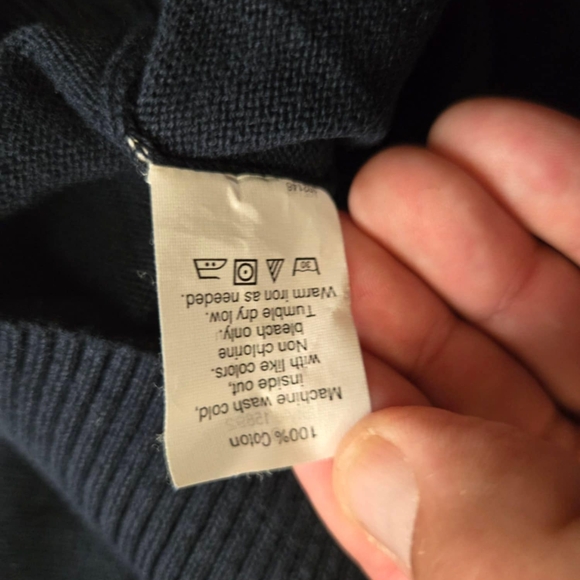 100% Coton
Machine wash cold,
inside out,
with like colors.
Non chlorine
bleach only.
Tumble dry low.
Warm iron as needed.
30